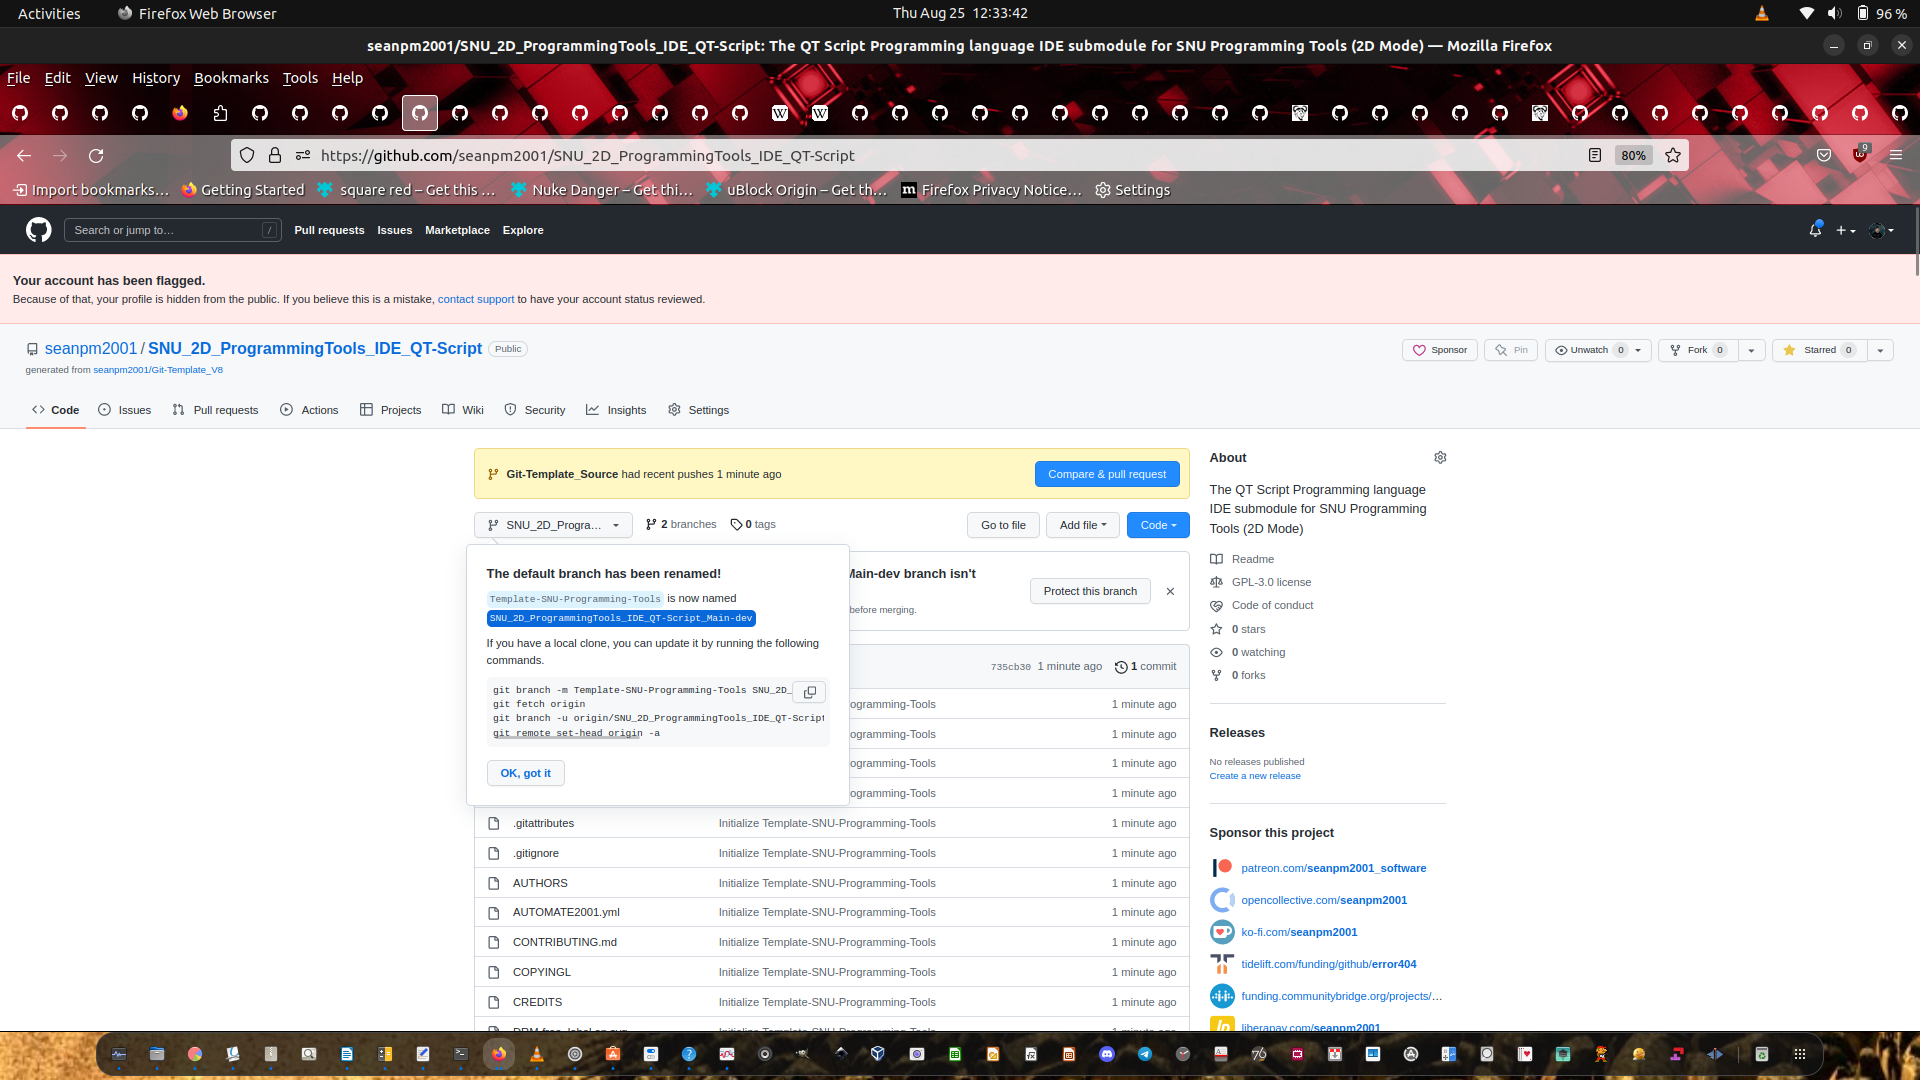 Activities
Firefox Web Browser
Thu Aug 25 12:33:42
96 %
seanpm2001/SNU_2D_ProgrammingTools_IDE_QT-Script: The QT Script Programming language IDE submodule for SNU Programming Tools (2D Mode) — Mozilla Firefox
File Edit View History Bookmarks Tools Help
https://github.com/seanpm2001/SNU_2D_ProgrammingTools_IDE_QT-Script
80%
9
Import bookmarks…
Getting Started
square red – Get this …
Nuke Danger – Get thi…
uBlock Origin – Get th…
Firefox Privacy Notice…
Settings
Search or jump to…
/
Pull requests
Issues
Marketplace
Explore
Your account has been flagged.
Because of that, your profile is hidden from the public. If you believe this is a mistake, contact support to have your account status reviewed.
seanpm2001 / SNU_2D_ProgrammingTools_IDE_QT-Script
Public
generated from seanpm2001/Git-Template_V8
Sponsor
Pin
Unwatch 0
Fork 0
Starred 0
Code
Issues
Pull requests
Actions
Projects
Wiki
Security
Insights
Settings
Git-Template_Source had recent pushes 1 minute ago
Compare & pull request
SNU_2D_Progra…
2 branches
0 tags
Go to file
Add file
Code
The default branch has been renamed!
Template-SNU-Programming-Tools is now named
SNU_2D_ProgrammingTools_IDE_QT-Script_Main-dev
If you have a local clone, you can update it by running the following
commands.
git branch -m Template-SNU-Programming-Tools SNU_2D_
git fetch origin
git branch -u origin/SNU_2D_ProgrammingTools_IDE_QT-Script
git remote set-head origin -a
OK, got it
Main-dev branch isn't
before merging.
Protect this branch
735cb30 1 minute ago
1 commit
ogramming-Tools 1 minute ago
ogramming-Tools 1 minute ago
ogramming-Tools 1 minute ago
ogramming-Tools 1 minute ago
.gitattributes Initialize Template-SNU-Programming-Tools 1 minute ago
.gitignore Initialize Template-SNU-Programming-Tools 1 minute ago
AUTHORS Initialize Template-SNU-Programming-Tools 1 minute ago
AUTOMATE2001.yml Initialize Template-SNU-Programming-Tools 1 minute ago
CONTRIBUTING.md Initialize Template-SNU-Programming-Tools 1 minute ago
COPYINGL Initialize Template-SNU-Programming-Tools 1 minute ago
CREDITS Initialize Template-SNU-Programming-Tools 1 minute ago
Initialize Template-SNU-Programming-Tools 1 minute ago
About
The QT Script Programming language
IDE submodule for SNU Programming
Tools (2D Mode)
Readme
GPL-3.0 license
Code of conduct
0 stars
0 watching
0 forks
Releases
No releases published
Create a new release
Sponsor this project
patreon.com/seanpm2001_software
opencollective.com/seanpm2001
ko-fi.com/seanpm2001
tidelift.com/funding/github/error404
funding.communitybridge.org/projects/…
liberapay.com/seanpm2001